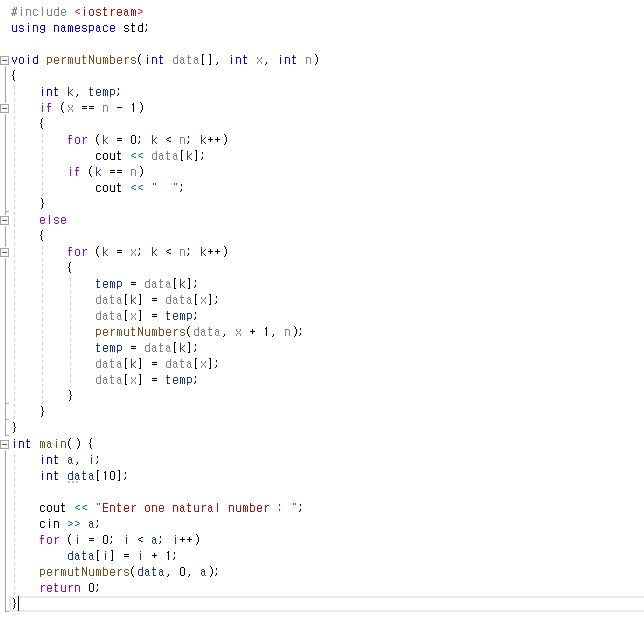 #include <iostream>
using namespace std;
void permutNumbers(int data[], int x, int n)
{
int k, temp;
if (x == n - 1)
{
for (k = 0; k < n; k++)
cout << data[k];
if (k == n)
cout << "  ";
}
else
{
for (k = x; k < n; k++)
{
temp = data[k];
data[k] = data[x];
data[x] = temp;
permutNumbers(data, x + 1, n);
temp = data[k];
data[k] = data[x];
data[x] = temp;
}
}
}
int main() {
int a, i;
int data[10];
cout << "Enter one natural number : ";
cin >> a;
for (i = 0; i < a; i++)
data[i] = i + 1;
permutNumbers(data, 0, a);
return 0;
}